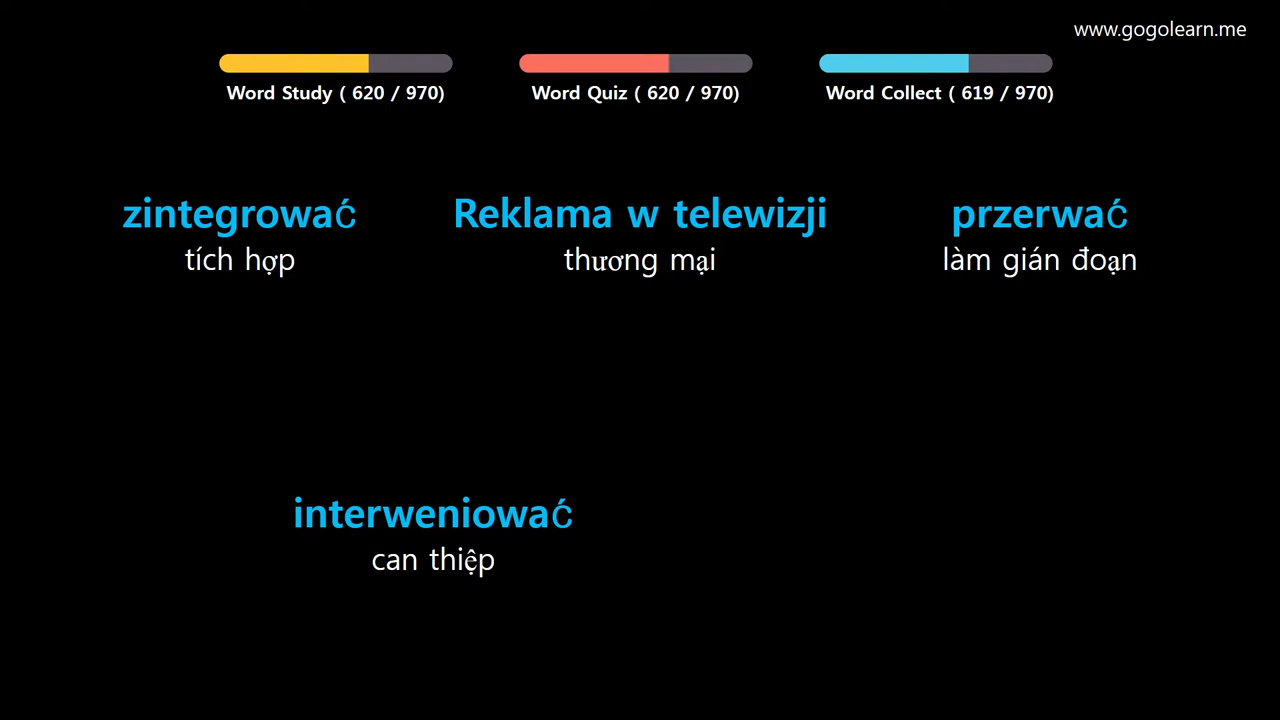 www.gogolearn.me
Word Study ( 620 / 970)
Word Quiz ( 620 / 970)
Word Collect ( 619 / 970)
zintegrować
tích hợp
Reklama w telewizji
thương mại
przerwać
làm gián đoạn
interweniować
can thiệp